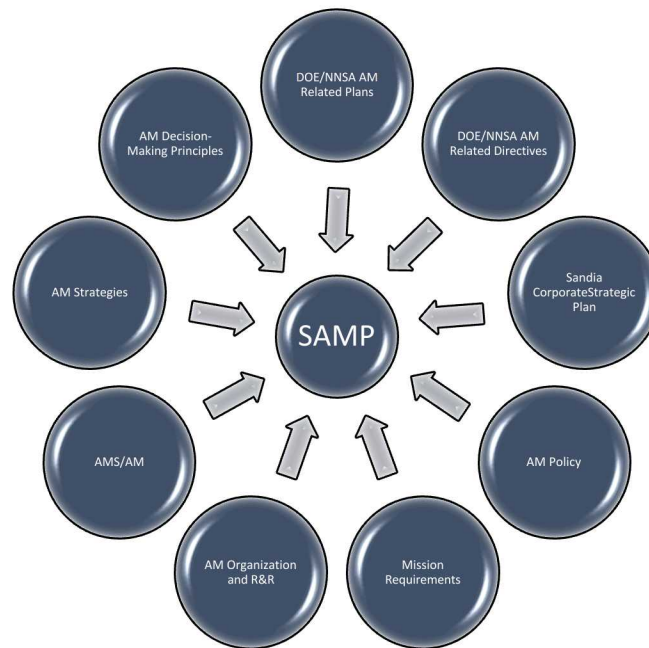 DOE/NNSA AM
Related Plans
DOE/NNSA AM
Related Directives
Sandia
CorporateStrategic
Plan
AM Policy
Mission
Requirements
AM Organization
and R&R
AMS/AM
AM Strategies
AM Decision-
Making Principles
SAMP